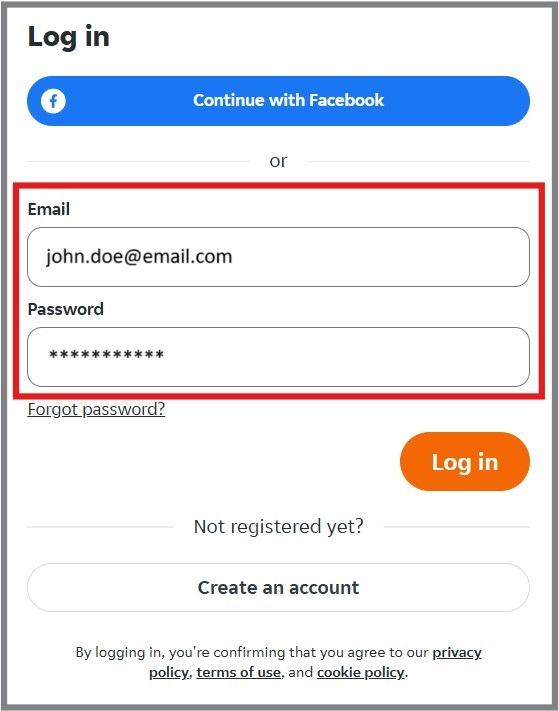 Log in
Continue with Facebook
or
Email
john.doe@email.com
Password
***********
Forgot password?
Log in
Not registered yet?
Create an account
By logging in, you're confirming that you agree to our privacy
policy, terms of use, and cookie policy.